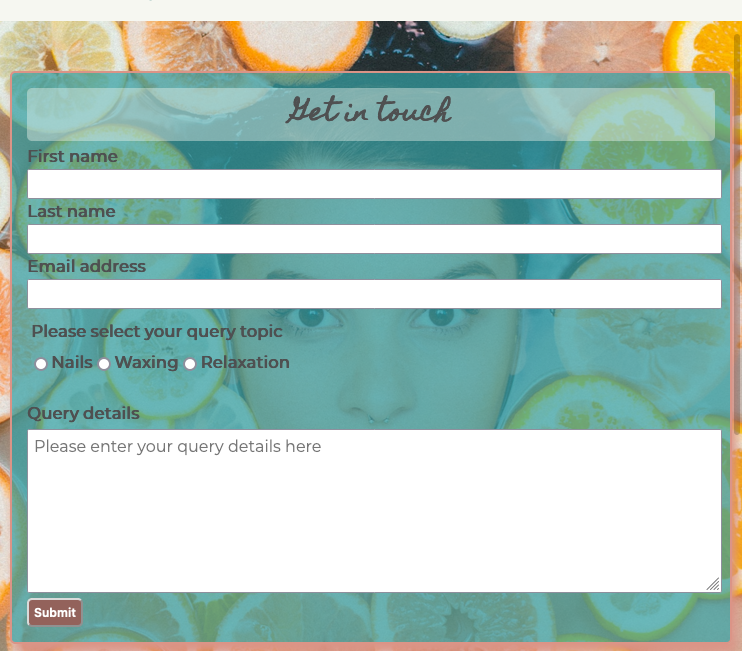 Get in touch
First name
Last name
Email address
Please select your query topic
Nails Waxing Relaxation
Query details
Please enter your query details here
Submit